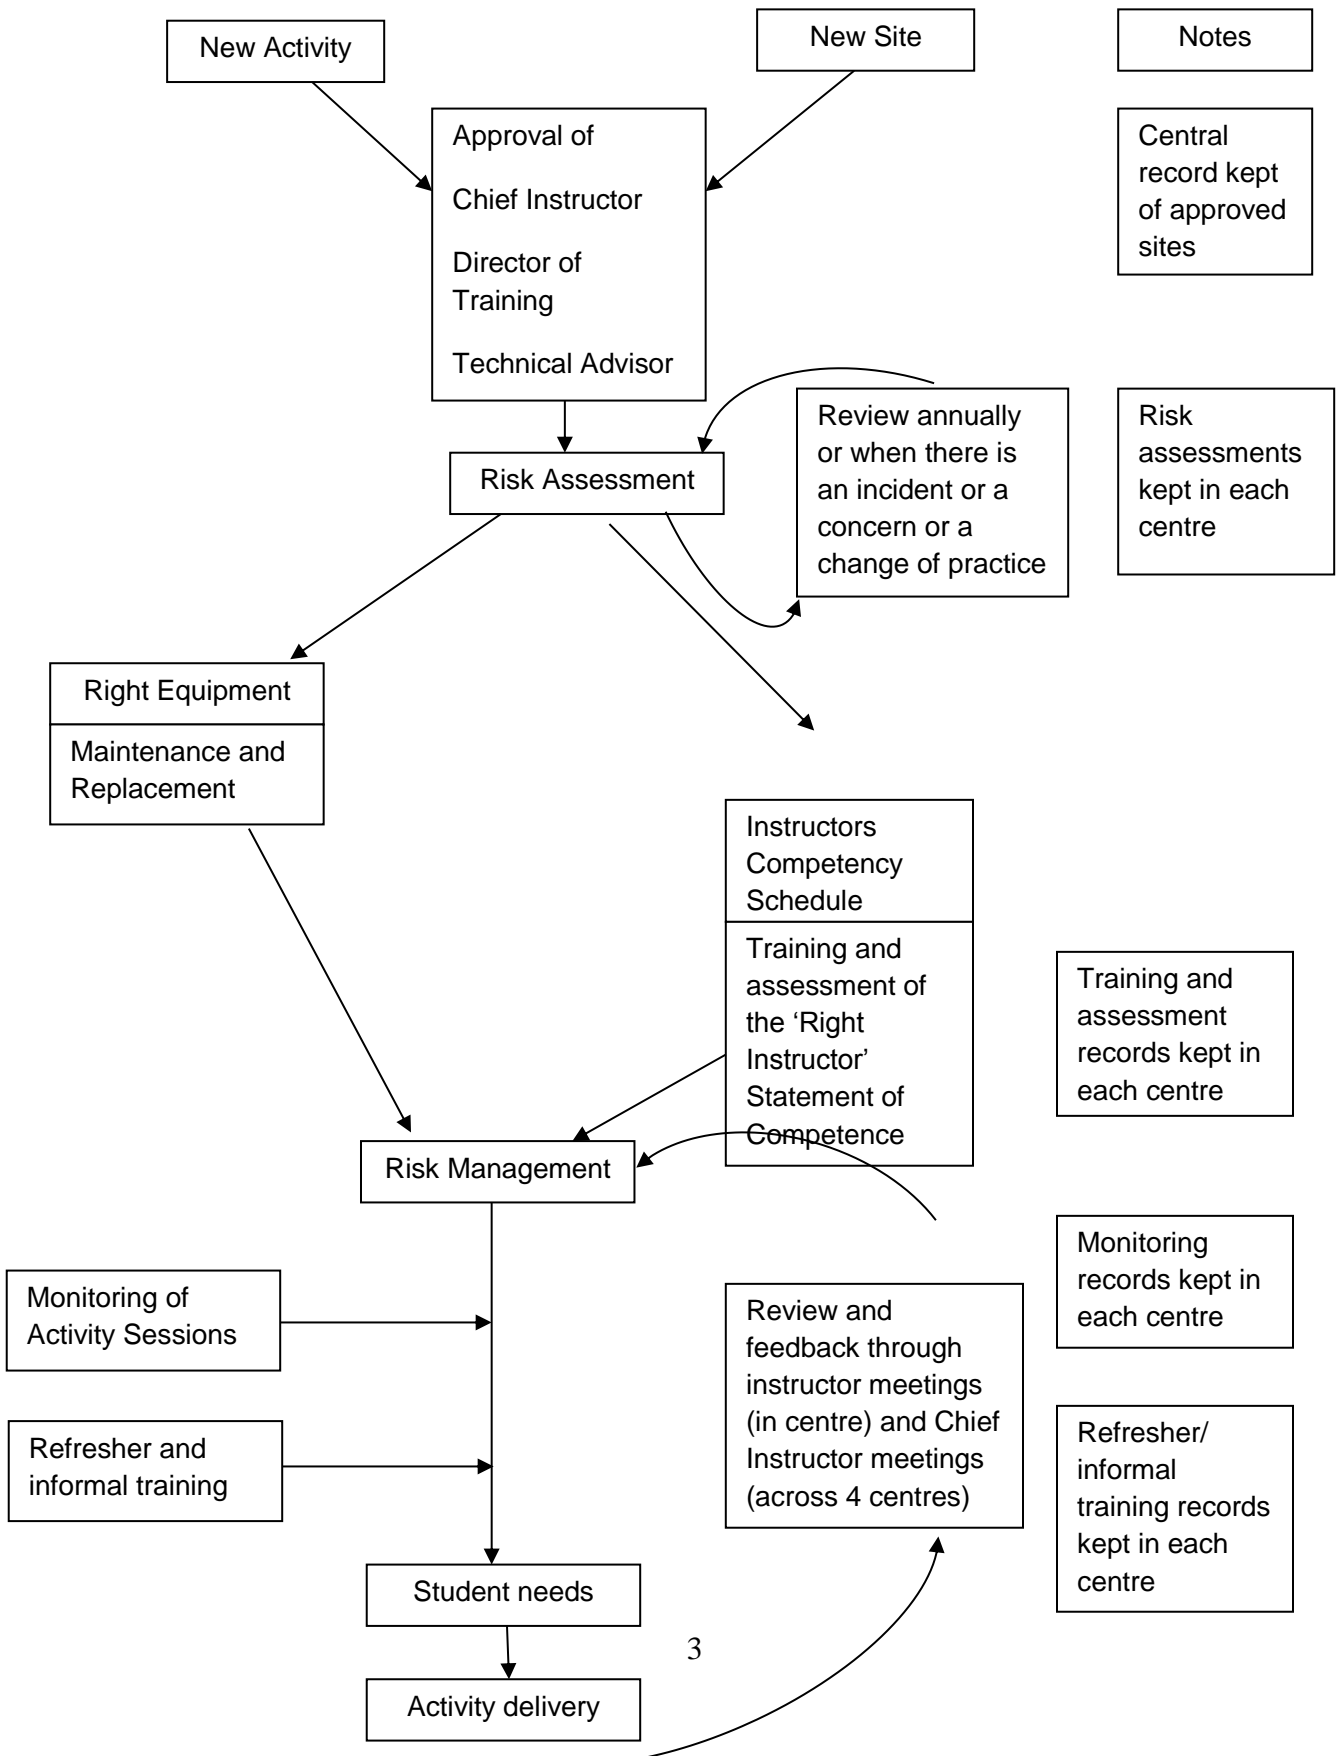 New Activity
New Site
Notes
Approval of
Chief Instructor
Director of
Training
Technical Advisor
Central
record kept
of approved
sites
Risk Assessment
Review annually
or when there is
an incident or a
concern or a
change of practice
Risk
assessments
kept in each
centre
Right Equipment
Maintenance and
Replacement
Instructors
Competency
Schedule
Training and
assessment of
the ‘Right
Instructor’
Statement of
Competence
Training and
assessment
records kept in
each centre
Risk Management
Monitoring of
Activity Sessions
Review and
feedback through
instructor meetings
(in centre) and Chief
Instructor meetings
(across 4 centres)
Monitoring
records kept in
each centre
Refresher and
informal training
Refresher/
informal
training records
kept in each
centre
Student needs
3
Activity delivery